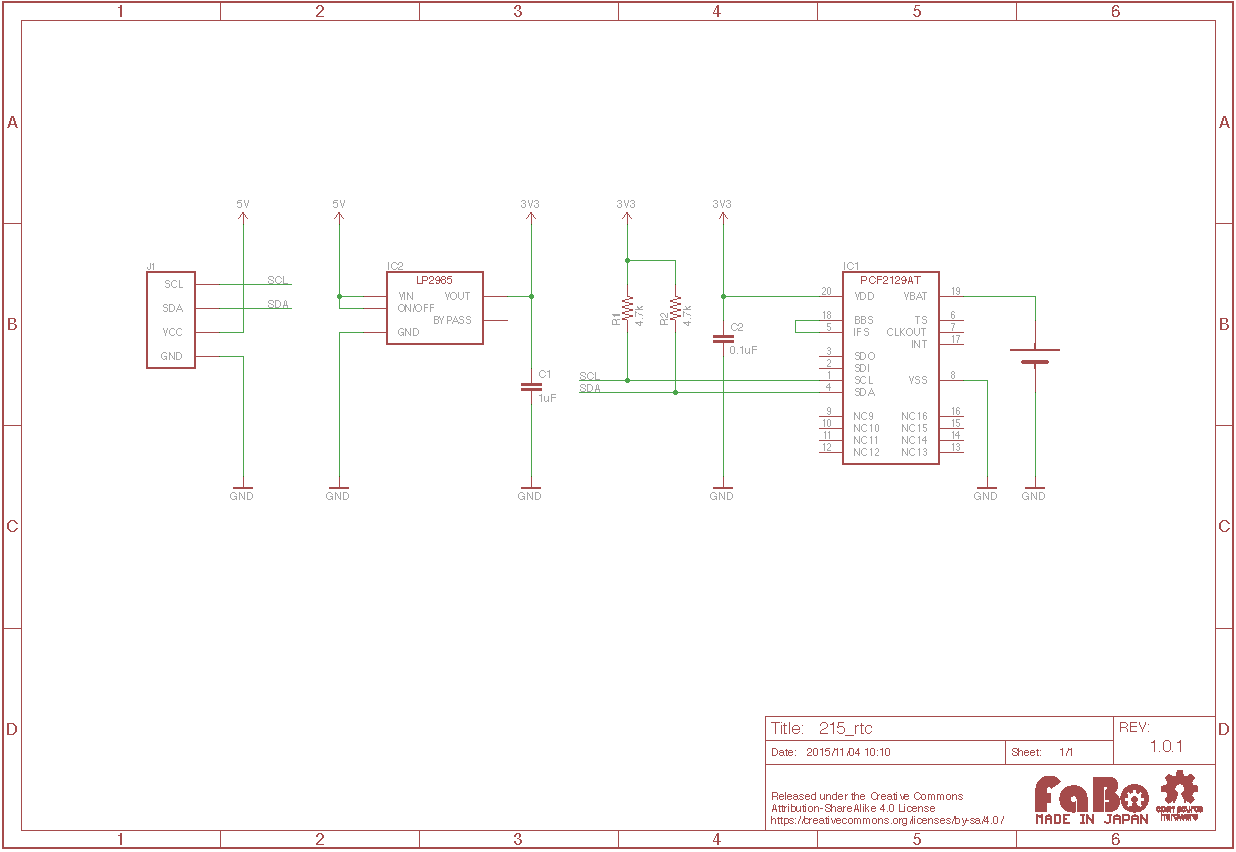 1 2 3 4 5 6
A A
B B
C C
D D
5V 5V 3V3 3V3 3V3
J1
SCL SCL
SDA SDA
VCC
GND
IC2
LP2985
VIN VOUT
ON/OFF
BYPASS
GND
C1
1uF
R1
4.7k
R2
4.7k
SCL
SDA
C2
0.1uF
IC1
PCF2129AT
20 VDD VBAT 19
18 BBS TS 6
5 IFS CLKOUT 7
INT 17
3 SDO
2 SDI
1 SCL VSS 8
4 SDA
9 NC9 NC16 16
10 NC10 NC15 15
11 NC11 NC14 14
12 NC12 NC13 13
GND GND GND GND GND GND
Title: 215_rtc
REV:
1.0.1
Date: 2015/11/04 10:10
Sheet: 1/1
Released under the Creative Commons
Attribution-ShareAlike 4.0 License
https://creativecommons.org/licenses/by-sa/4.0/
FaBo
MADE IN JAPAN
open source
hardware
1 2 3 4 5 6